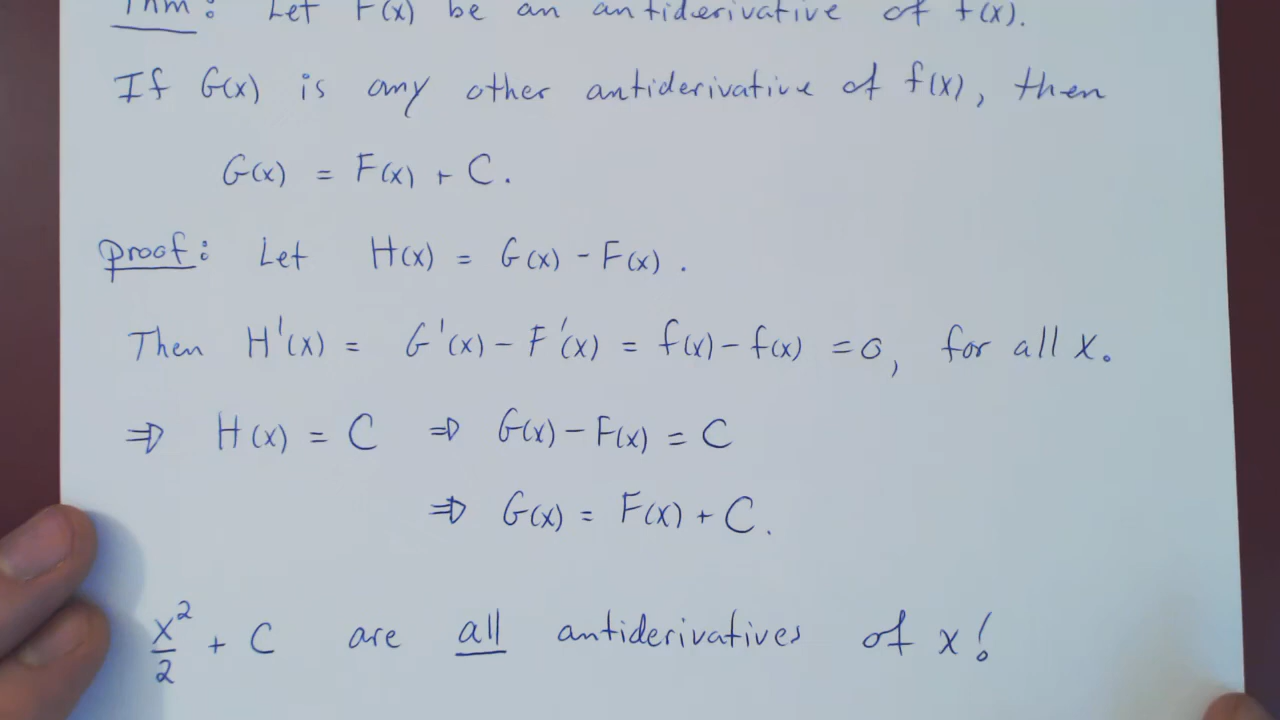 Thm: Let F(x) be an antiderivative of f(x).
If G(x) is any other antiderivative of f(x), then
G(x) = F(x) + C.
proof: Let H(x) = G(x) - F(x).
Then H'(x) = G'(x) - F'(x) = f(x) - f(x) = 0, for all x.
⇒ H(x) = C ⇒ G(x) - F(x) = C
⇒ G(x) = F(x) + C.
x²/2 + C are all antiderivatives of x!